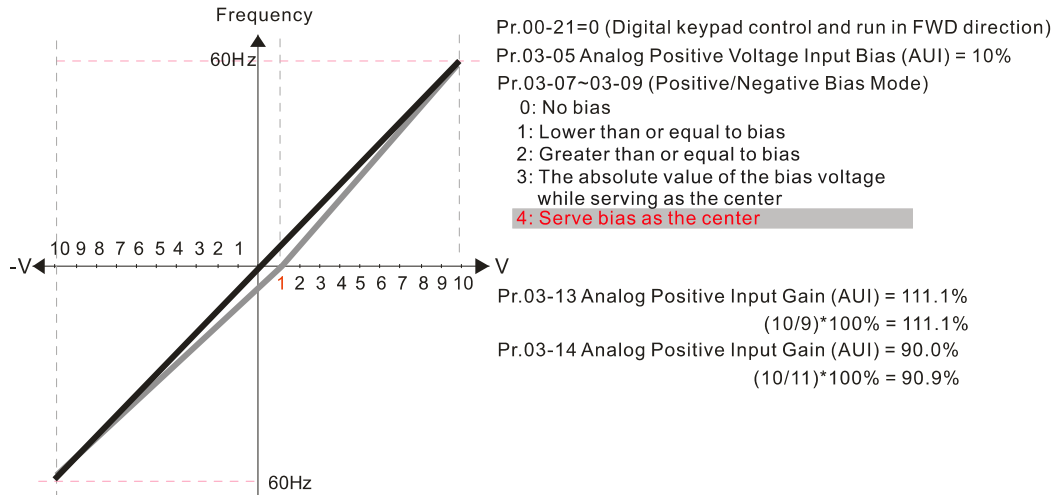 Frequency
60Hz
10 9 8 7 6 5 4 3 2 1
-V
V
1 2 3 4 5 6 7 8 9 10
60Hz
Pr.00-21=0 (Digital keypad control and run in FWD direction)
Pr.03-05 Analog Positive Voltage Input Bias (AUI) = 10%
Pr.03-07~03-09 (Positive/Negative Bias Mode)
0: No bias
1: Lower than or equal to bias
2: Greater than or equal to bias
3: The absolute value of the bias voltage
while serving as the center
4: Serve bias as the center
Pr.03-13 Analog Positive Input Gain (AUI) = 111.1%
(10/9)*100% = 111.1%
Pr.03-14 Analog Positive Input Gain (AUI) = 90.0%
(10/11)*100% = 90.9%